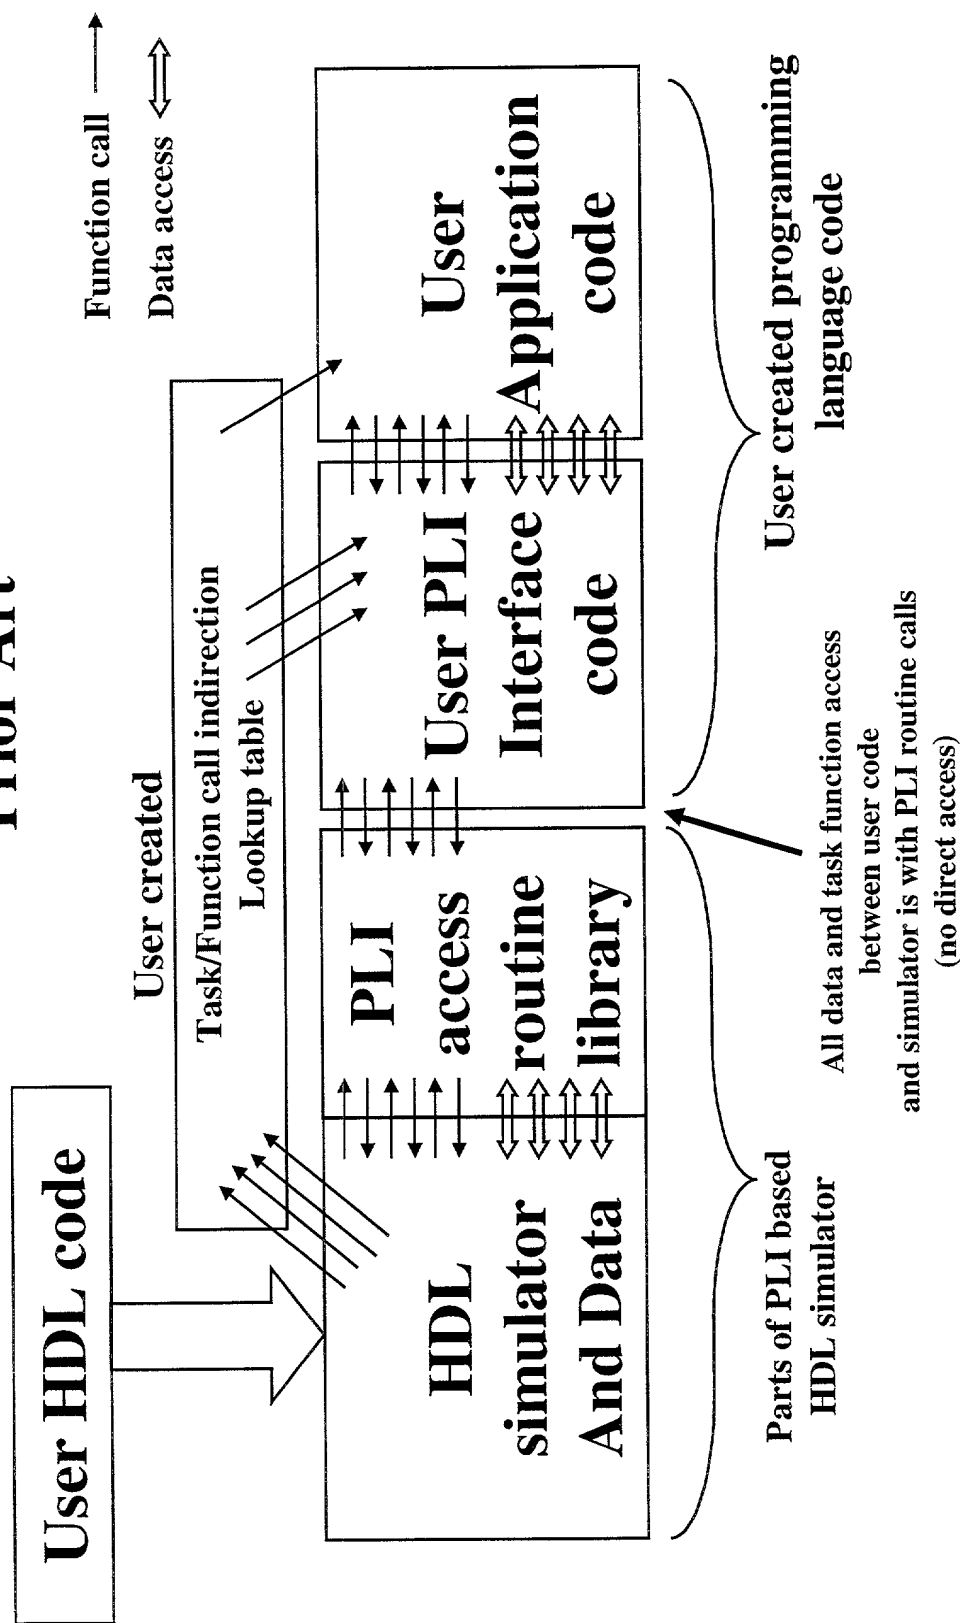 Prior Art
User HDL code
Function call
Data access
User created
Task/Function call indirection
Lookup table
HDL
simulator
And Data
PLI
access
routine
library
User PLI
Interface
code
User
Application
code
Parts of PLI based
HDL simulator
All data and task function access
between user code
and simulator is with PLI routine calls
(no direct access)
User created programming
language code